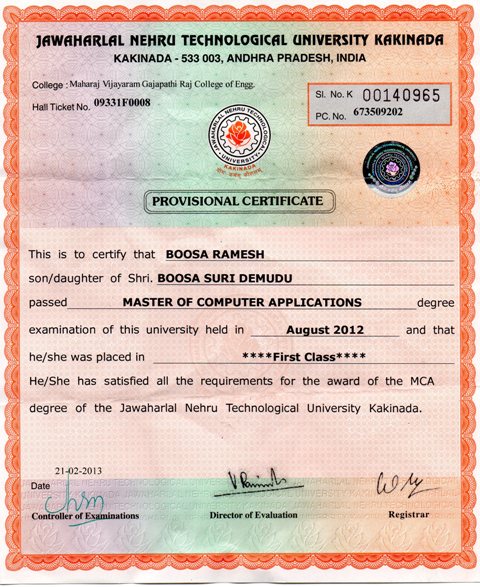 JAWAHARLAL NEHRU TECHNOLOGICAL UNIVERSITY KAKINADA
KAKINADA - 533 003, ANDHRA PRADESH, INDIA
College : Maharaj Vijayaram Gajapathi Raj College of Engg.
Hall Ticket No. 09331F0008
Sl. No. K 00140965
PC. No. 673509202
JAWAHARLAL NEHRU TECHNOLOGICAL UNIVERSITY
KAKINADA
PROVISIONAL CERTIFICATE
This is to certify that BOOSA RAMESH
son/daughter of Shri. BOOSA SURI DEMUDU
passed MASTER OF COMPUTER APPLICATIONS degree
examination of this university held in August 2012 and that
he/she was placed in ****First Class****
He/She has satisfied all the requirements for the award of the MCA
degree of the Jawaharlal Nehru Technological University Kakinada.
21-02-2013
Date
Controller of Examinations
Director of Evaluation
Registrar